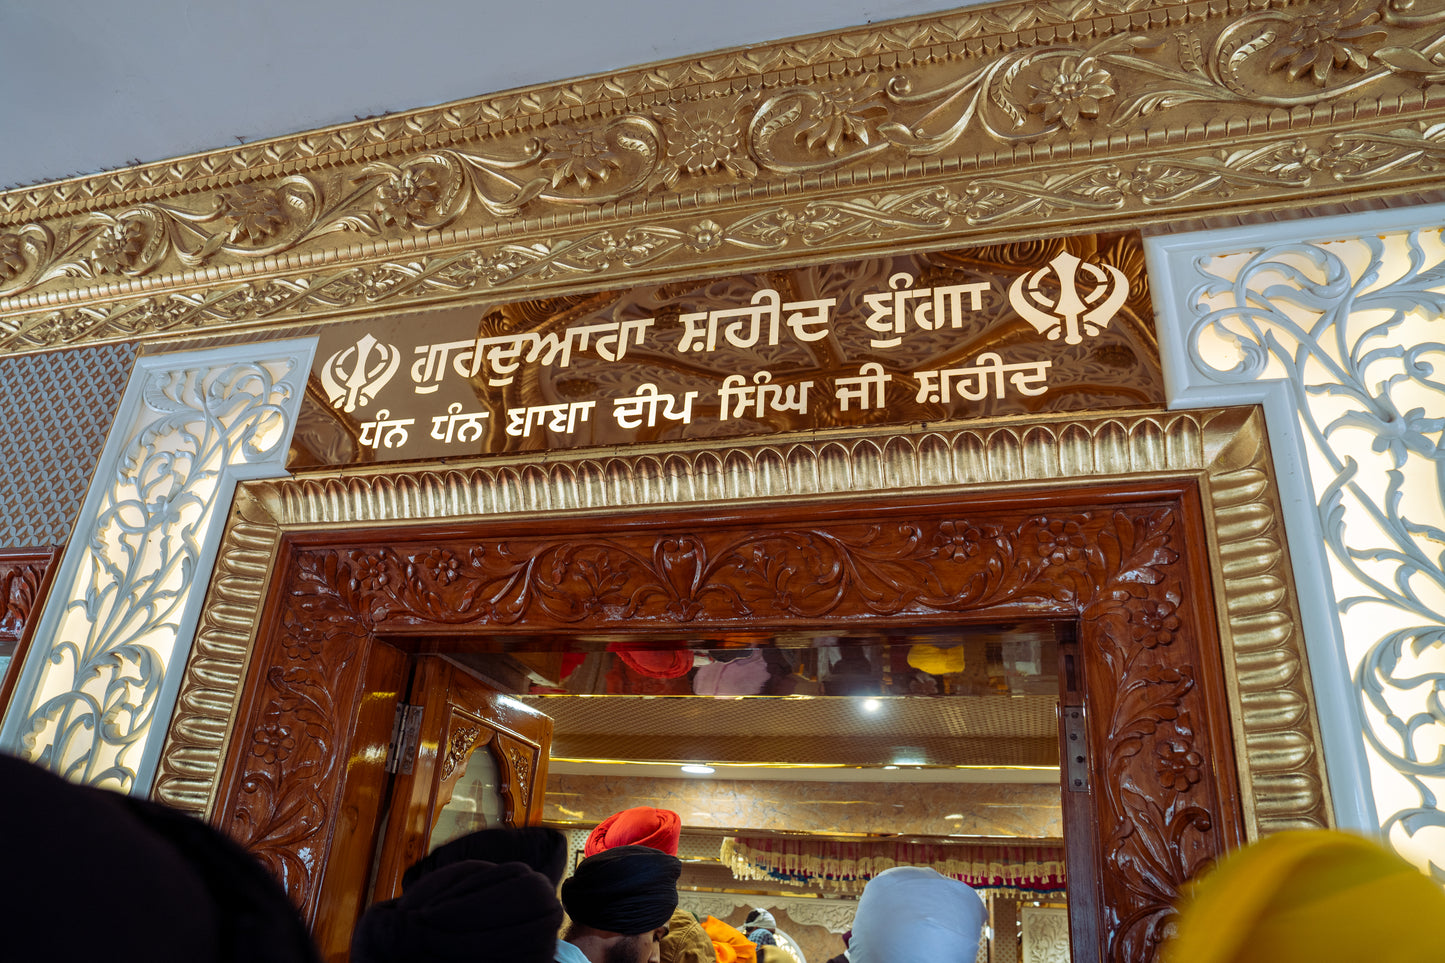 ਗੁਰਦੁਆਰਾ ਸ਼ਹੀਦ ਬੁੰਗਾ
ਧੰਨ ਧੰਨ ਬਾਬਾ ਦੀਪ ਸਿੰਘ ਜੀ ਸ਼ਹੀਦ